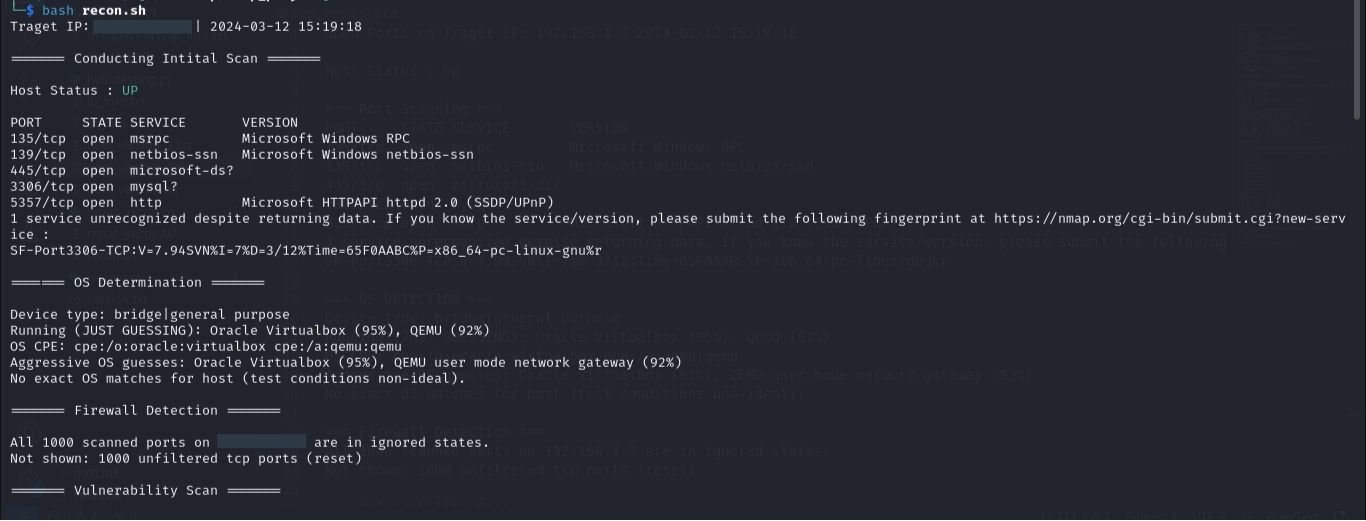 └─$ bash recon.sh
Traget IP: | 2024-03-12 15:19:18
═══════ Conducting Intital Scan ═══════
Host Status : UP
PORT STATE SERVICE VERSION
135/tcp open msrpc Microsoft Windows RPC
139/tcp open netbios-ssn Microsoft Windows netbios-ssn
445/tcp open microsoft-ds?
3306/tcp open mysql?
5357/tcp open http Microsoft HTTPAPI httpd 2.0 (SSDP/UPnP)
1 service unrecognized despite returning data. If you know the service/version, please submit the following fingerprint at https://nmap.org/cgi-bin/submit.cgi?new-serv
ice :
SF-Port3306-TCP:V=7.94SVN%I=7%D=3/12%Time=65F0AABC%P=x86_64-pc-linux-gnu%r
═══════ OS Determination ═══════
Device type: bridge|general purpose
Running (JUST GUESSING): Oracle Virtualbox (95%), QEMU (92%)
OS CPE: cpe:/o:oracle:virtualbox cpe:/a:qemu:qemu
Aggressive OS guesses: Oracle Virtualbox (95%), QEMU user mode network gateway (92%)
No exact OS matches for host (test conditions non-ideal).
═══════ Firewall Detection ═══════
All 1000 scanned ports on are in ignored states.
Not shown: 1000 unfiltered tcp ports (reset)
═══════ Vulnerability Scan ═══════